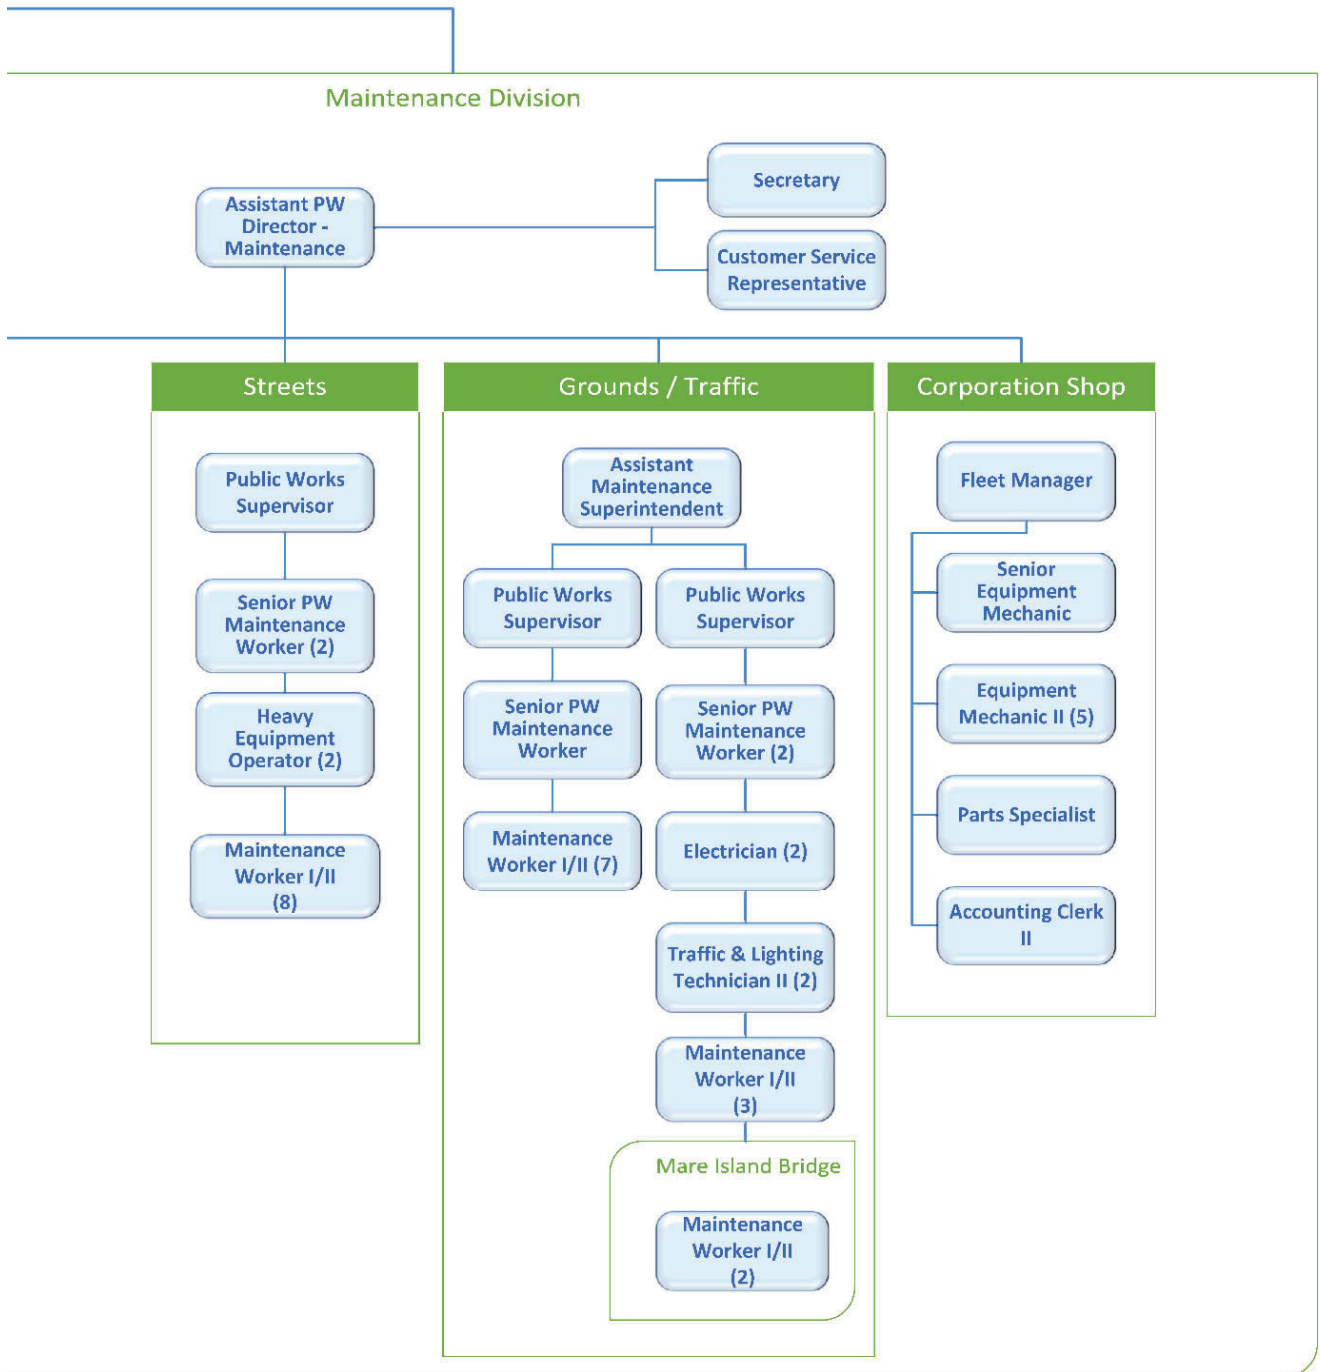 Maintenance Division
Assistant PW
Director -
Maintenance
Secretary
Customer Service
Representative
Streets
Public Works
Supervisor
Senior PW
Maintenance
Worker (2)
Heavy
Equipment
Operator (2)
Maintenance
Worker I/II
(8)
Grounds / Traffic
Assistant
Maintenance
Superintendent
Public Works
Supervisor
Senior PW
Maintenance
Worker
Maintenance
Worker I/II (7)
Public Works
Supervisor
Senior PW
Maintenance
Worker (2)
Electrician (2)
Traffic & Lighting
Technician II (2)
Maintenance
Worker I/II
(3)
Mare Island Bridge
Maintenance
Worker I/II
(2)
Corporation Shop
Fleet Manager
Senior
Equipment
Mechanic
Equipment
Mechanic II (5)
Parts Specialist
Accounting Clerk
II